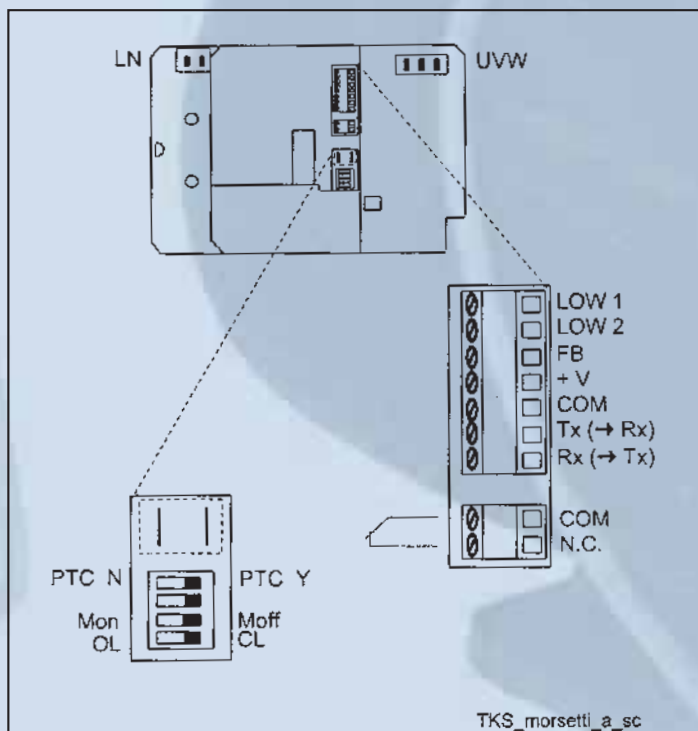 LN
UVW
LOW 1
LOW 2
FB
+ V
COM
Tx (→ Rx)
Rx (→ Tx)
COM
N.C.
PTC N
PTC Y
Mon
Moff
OL
CL
TKS_morsetti_a_sc